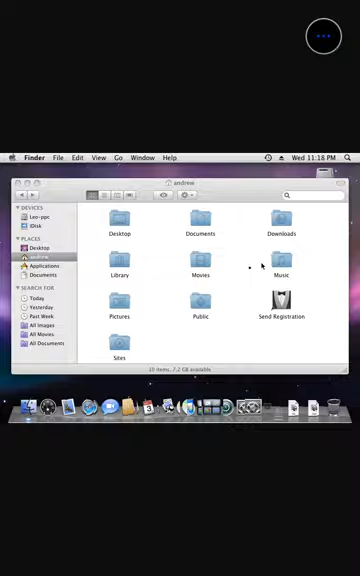 Finder File Edit View Go Window Help Wed 11:18 PM
andrew
DEVICES
Leo-ppc
iDisk
PLACES
Desktop
andrew
Applications
Documents
SEARCH FOR
Today
Yesterday
Past Week
All Images
All Movies
All Documents
Desktop Documents Downloads
Library Movies Music
Pictures Public Send Registration
Sites
10 items, 7.2 GB available
3